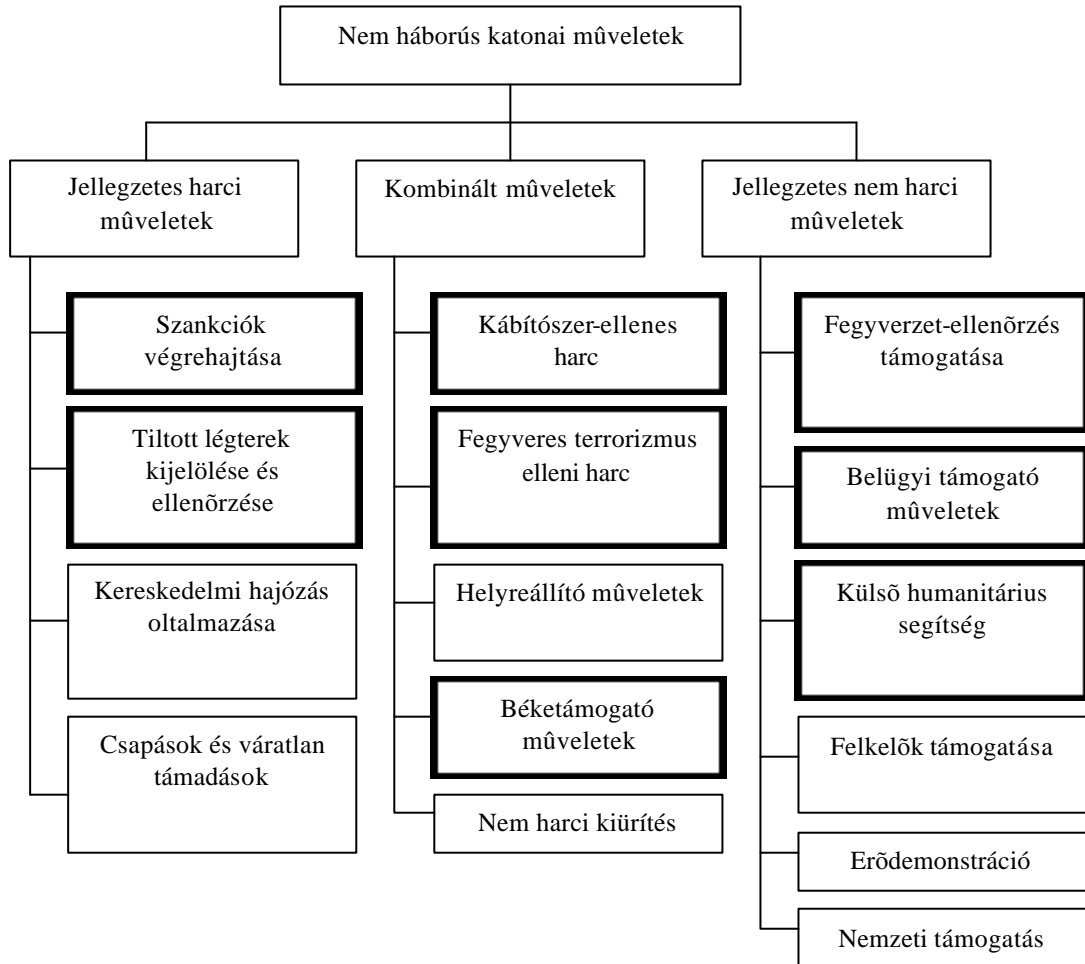 Nem háborús katonai mûveletek
Jellegzetes harci
mûveletek
Kombinált mûveletek
Jellegzetes nem harci
mûveletek
Szankciók
végrehajtása
Tiltott légterek
kijelölése és
ellenõrzése
Kereskedelmi hajózás
oltalmazása
Csapások és váratlan
támadások
Kábítószer-ellenes
harc
Fegyveres terrorizmus
elleni harc
Helyreállító mûveletek
Béketámogató
mûveletek
Nem harci kiürítés
Fegyverzet-ellenõrzés
támogatása
Belügyi támogató
mûveletek
Külsõ humanitárius
segítség
Felkelõk támogatása
Erõdemonstráció
Nemzeti támogatás